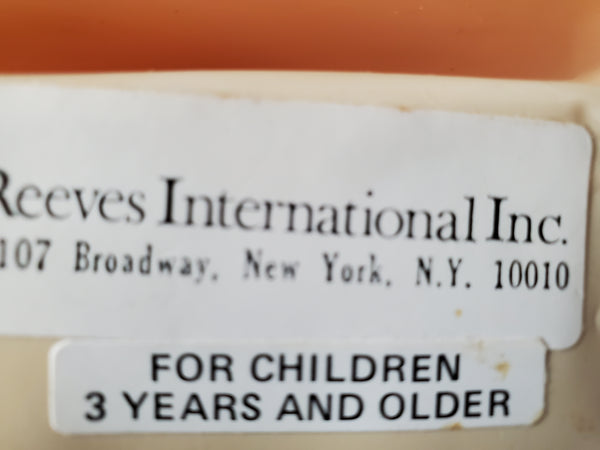 Reeves International Inc.
107 Broadway, New York, N.Y. 10010
FOR CHILDREN
3 YEARS AND OLDER